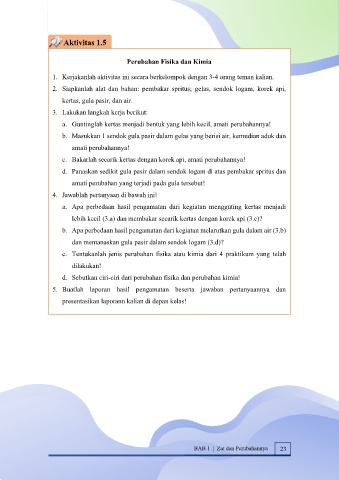 Aktivitas 1.5
Perubahan Fisika dan Kimia
1. Kerjakanlah aktivitas ini secara berkelompok dengan 3-4 orang teman kalian.
2. Siapkanlah alat dan bahan: pembakar spritus; gelas, sendok logam, korek api,
kertas, gula pasir, dan air.
3. Lakukan langkah kerja berikut:
a. Guntinglah kertas menjadi bentuk yang lebih kecil, amati perubahannya!
b. Masukkan 1 sendok gula pasir dalam gelas yang berisi air, kemudian aduk dan
amati perubahannya!
c. Bakarlah secarik kertas dengan korek api, amati perubahannya!
d. Panaskan sedikit gula pasir dalam sendok logam di atas pembakar spritus dan
amati perubahan yang terjadi pada gula tersebut!
4. Jawablah pertanyaan di bawah ini!
a. Apa perbedaan hasil pengamatan dari kegiatan menggunting kertas menjadi
lebih kecil (3.a) dan membakar secarik kertas dengan korek api (3.c)?
b. Apa perbedaan hasil pengamatan dari kegiatan melarutkan gula dalam air (3.b)
dan memanaskan gula pasir dalam sendok logam (3.d)?
c. Tentukanlah jenis perubahan fisika atau kimia dari 4 praktikum yang telah
dilakukan!
d. Sebutkan ciri-ciri dari perubahan fisika dan perubahan kimia!
5. Buatlah laporan hasil pengamatan beserta jawaban pertanyaannya dan
presentasikan laporann kalian di depan kelas!
BAB 1 | Zat dan Perubahannya 23